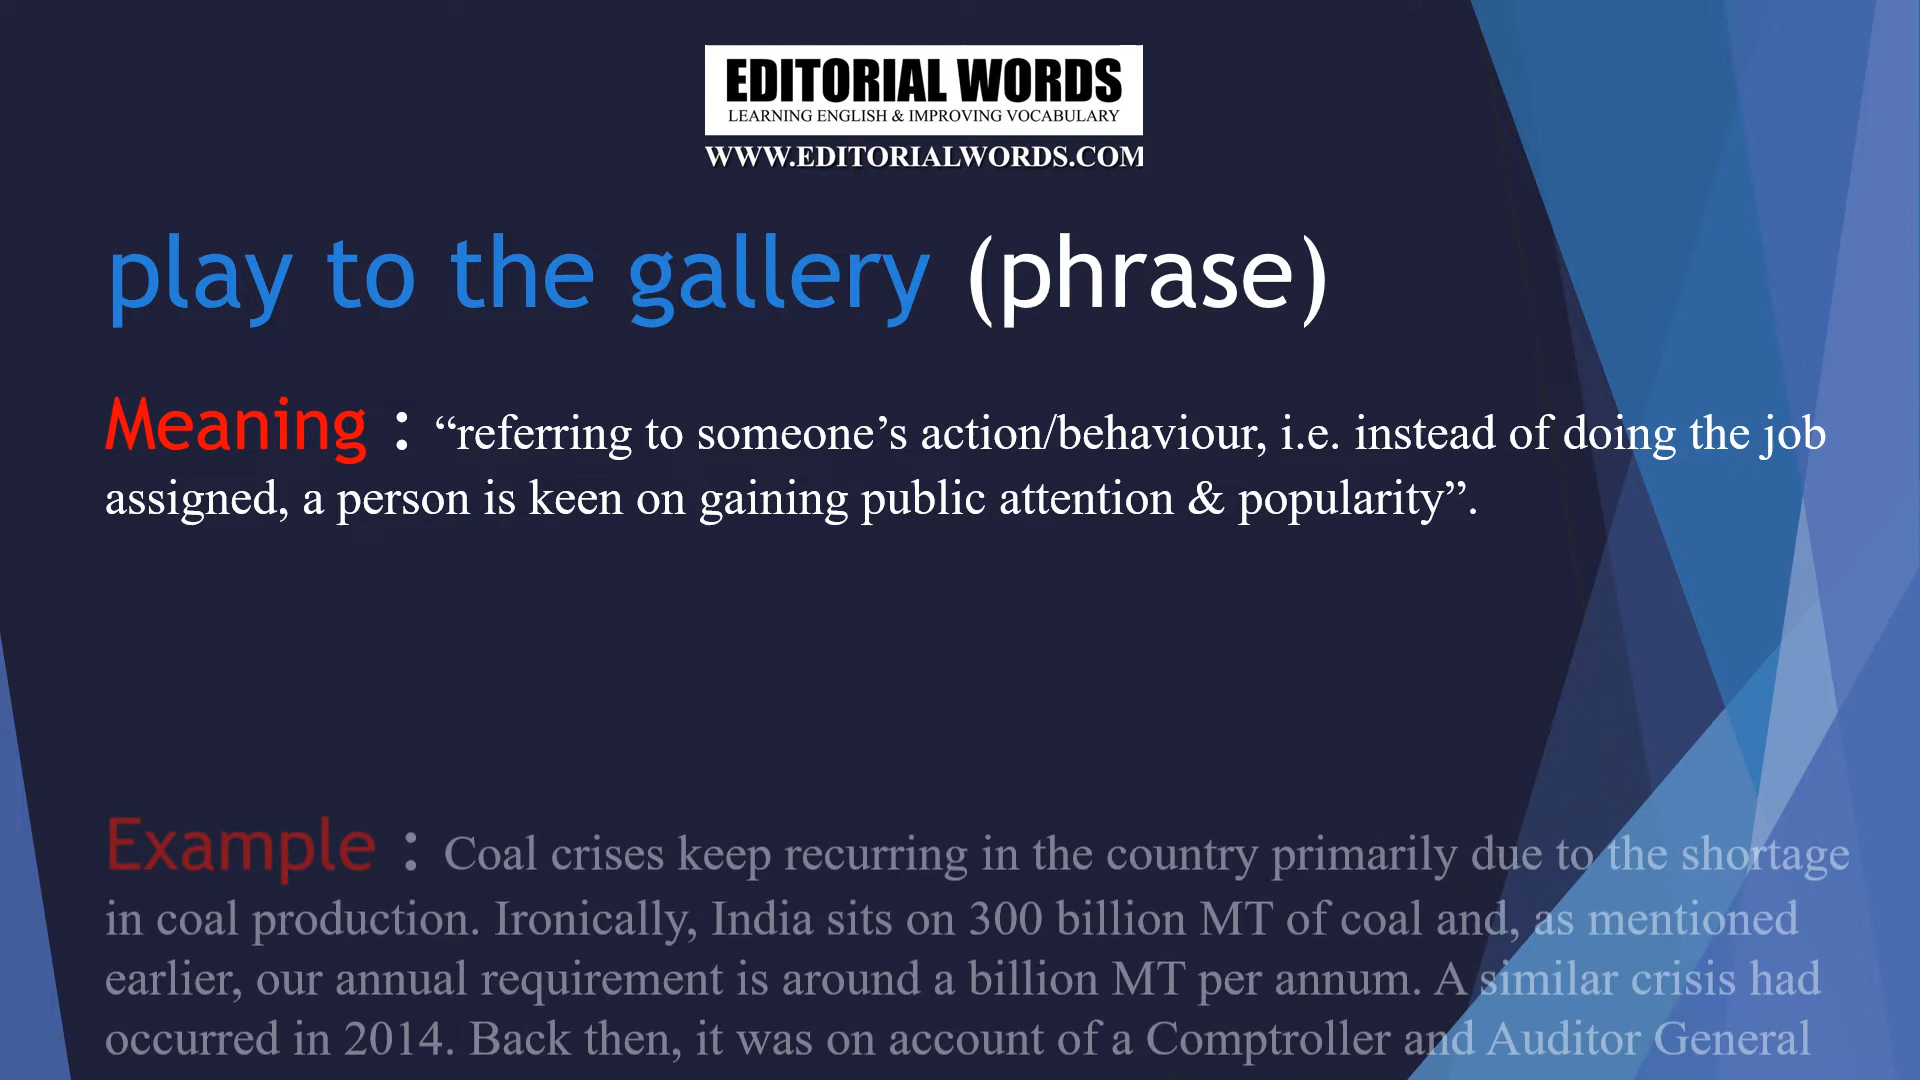 EDITORIAL WORDS
LEARNING ENGLISH & IMPROVING VOCABULARY
WWW.EDITORIALWORDS.COM
play to the gallery (phrase)
Meaning : “referring to someone’s action/behaviour, i.e. instead of doing the job
assigned, a person is keen on gaining public attention & popularity”.
Example : Coal crises keep recurring in the country primarily due to the shortage
in coal production. Ironically, India sits on 300 billion MT of coal and, as mentioned
earlier, our annual requirement is around a billion MT per annum. A similar crisis had
occurred in 2014. Back then, it was on account of a Comptroller and Auditor General